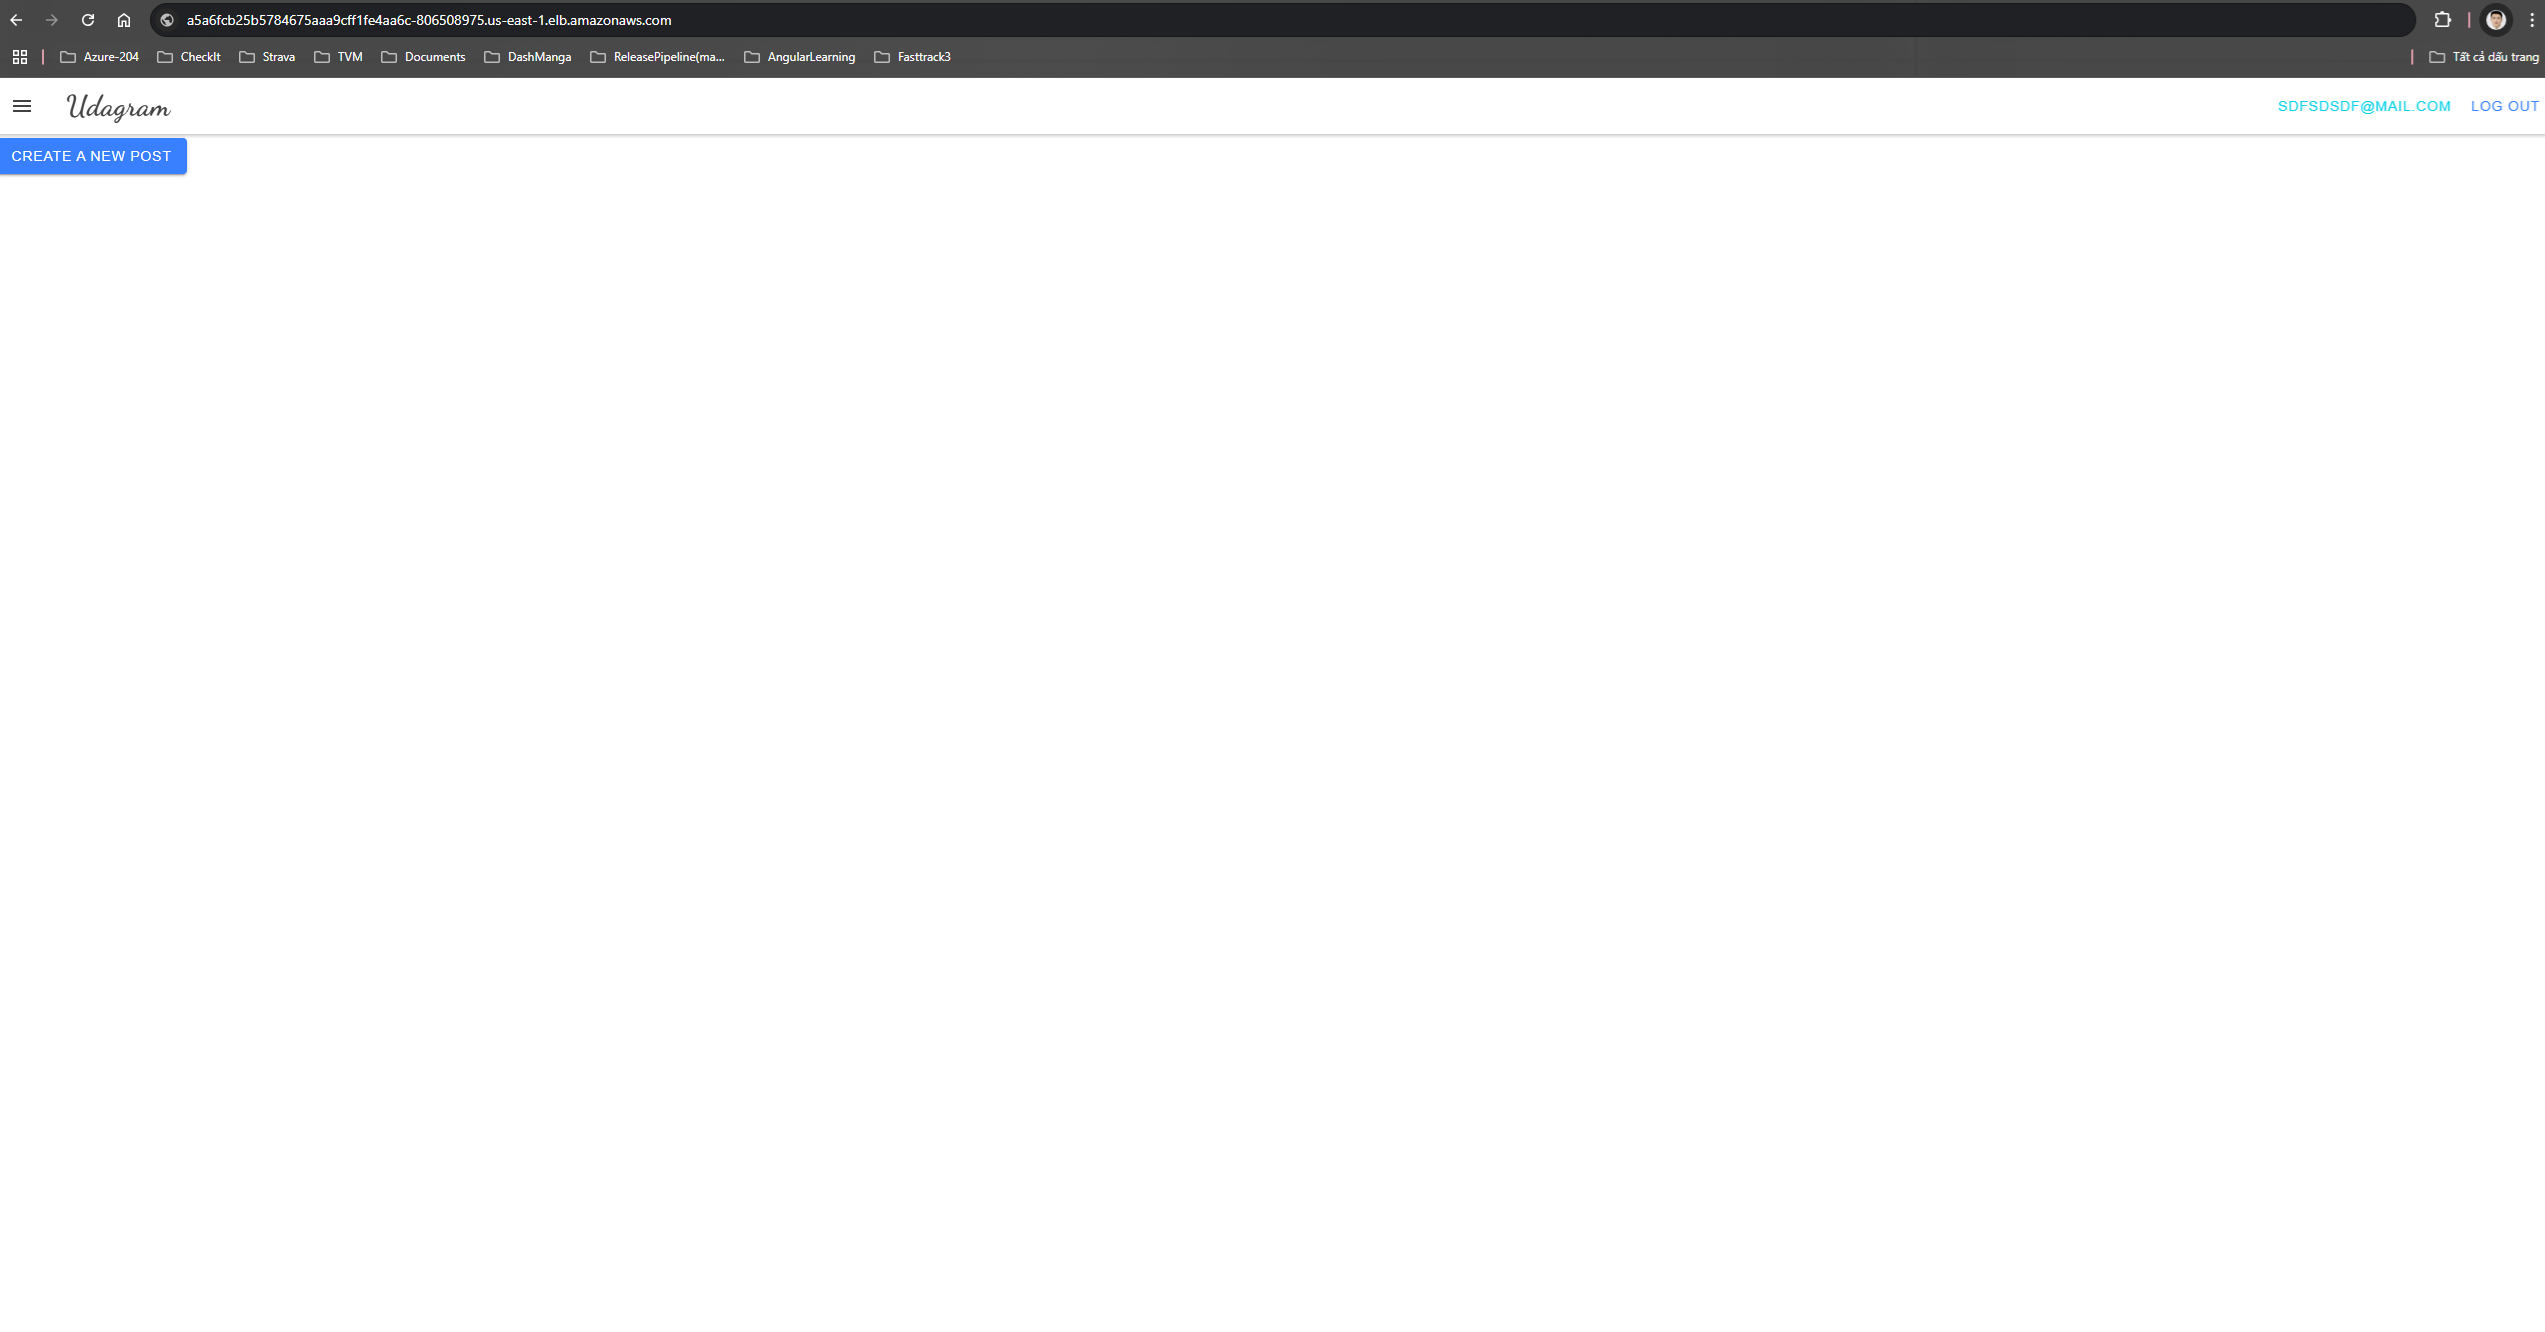 a5a6fcb25b5784675aaa9cff1fe4aa6c-806508975.us-east-1.elb.amazonaws.com
Azure-204 CheckIt Strava TVM Documents DashManga ReleasePipeline(ma... AngularLearning Fasttrack3 Tất cả dấu trang
Udagram SDFSDSDF@MAIL.COM LOG OUT
CREATE A NEW POST